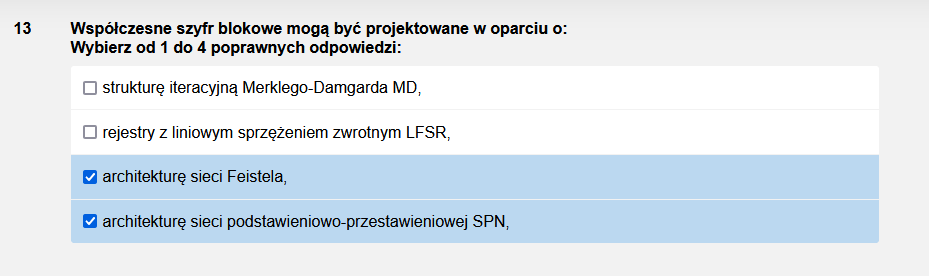 13
Współczesne szyfr blokowe mogą być projektowane w oparciu o:
Wybierz od 1 do 4 poprawnych odpowiedzi:
strukturę iteracyjną Merklego-Damgarda MD,
rejestry z liniowym sprzężeniem zwrotnym LFSR,
architekturę sieci Feistela,
architekturę sieci podstawieniowo-przestawieniowej SPN,